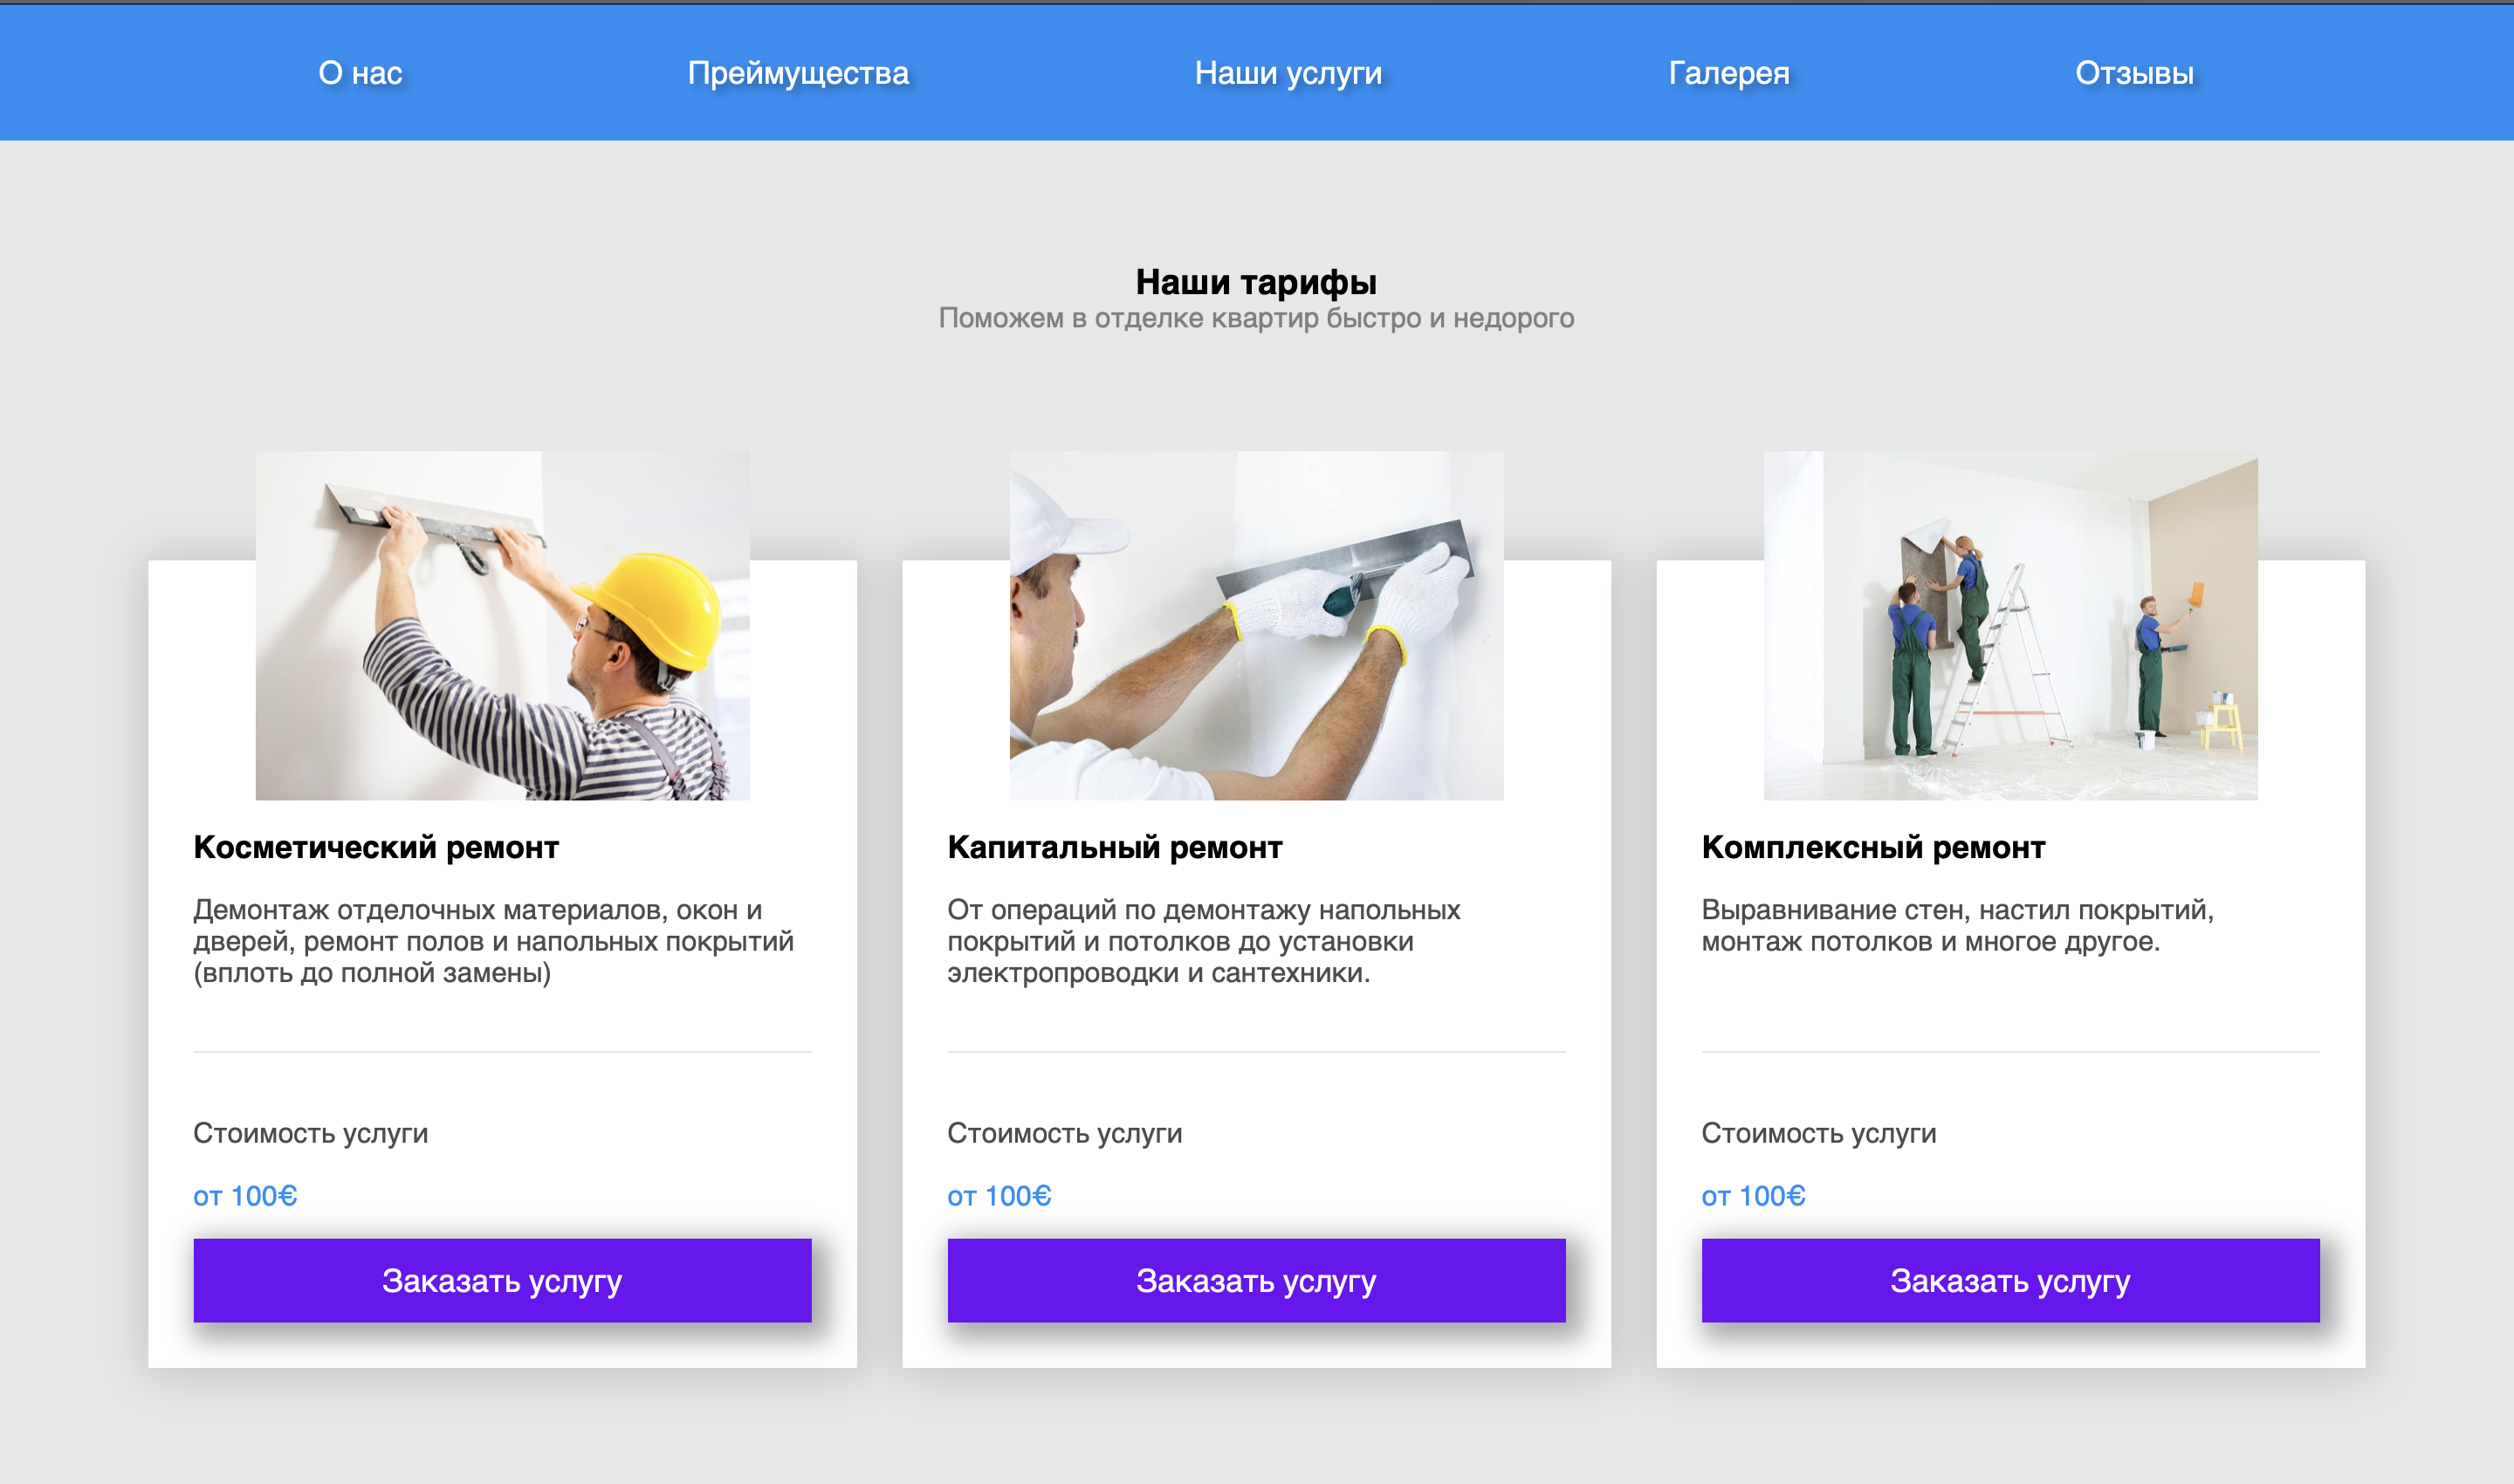 О нас
Преймущества
Наши услуги
Галерея
Отзывы
Наши тарифы
Поможем в отделке квартир быстро и недорого
Косметический ремонт
Демонтаж отделочных материалов, окон и
дверей, ремонт полов и напольных покрытий
(вплоть до полной замены)
Стоимость услуги
от 100€
Заказать услугу
Капитальный ремонт
От операций по демонтажу напольных
покрытий и потолков до установки
электропроводки и сантехники.
Стоимость услуги
от 100€
Заказать услугу
Комплексный ремонт
Выравнивание стен, настил покрытий,
монтаж потолков и многое другое.
Стоимость услуги
от 100€
Заказать услугу